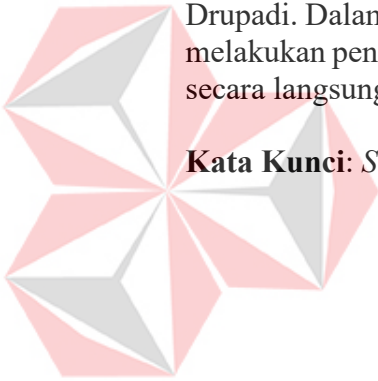 Drupadi. Dalam
melakukan pen
secara langsung
Kata Kunci: S